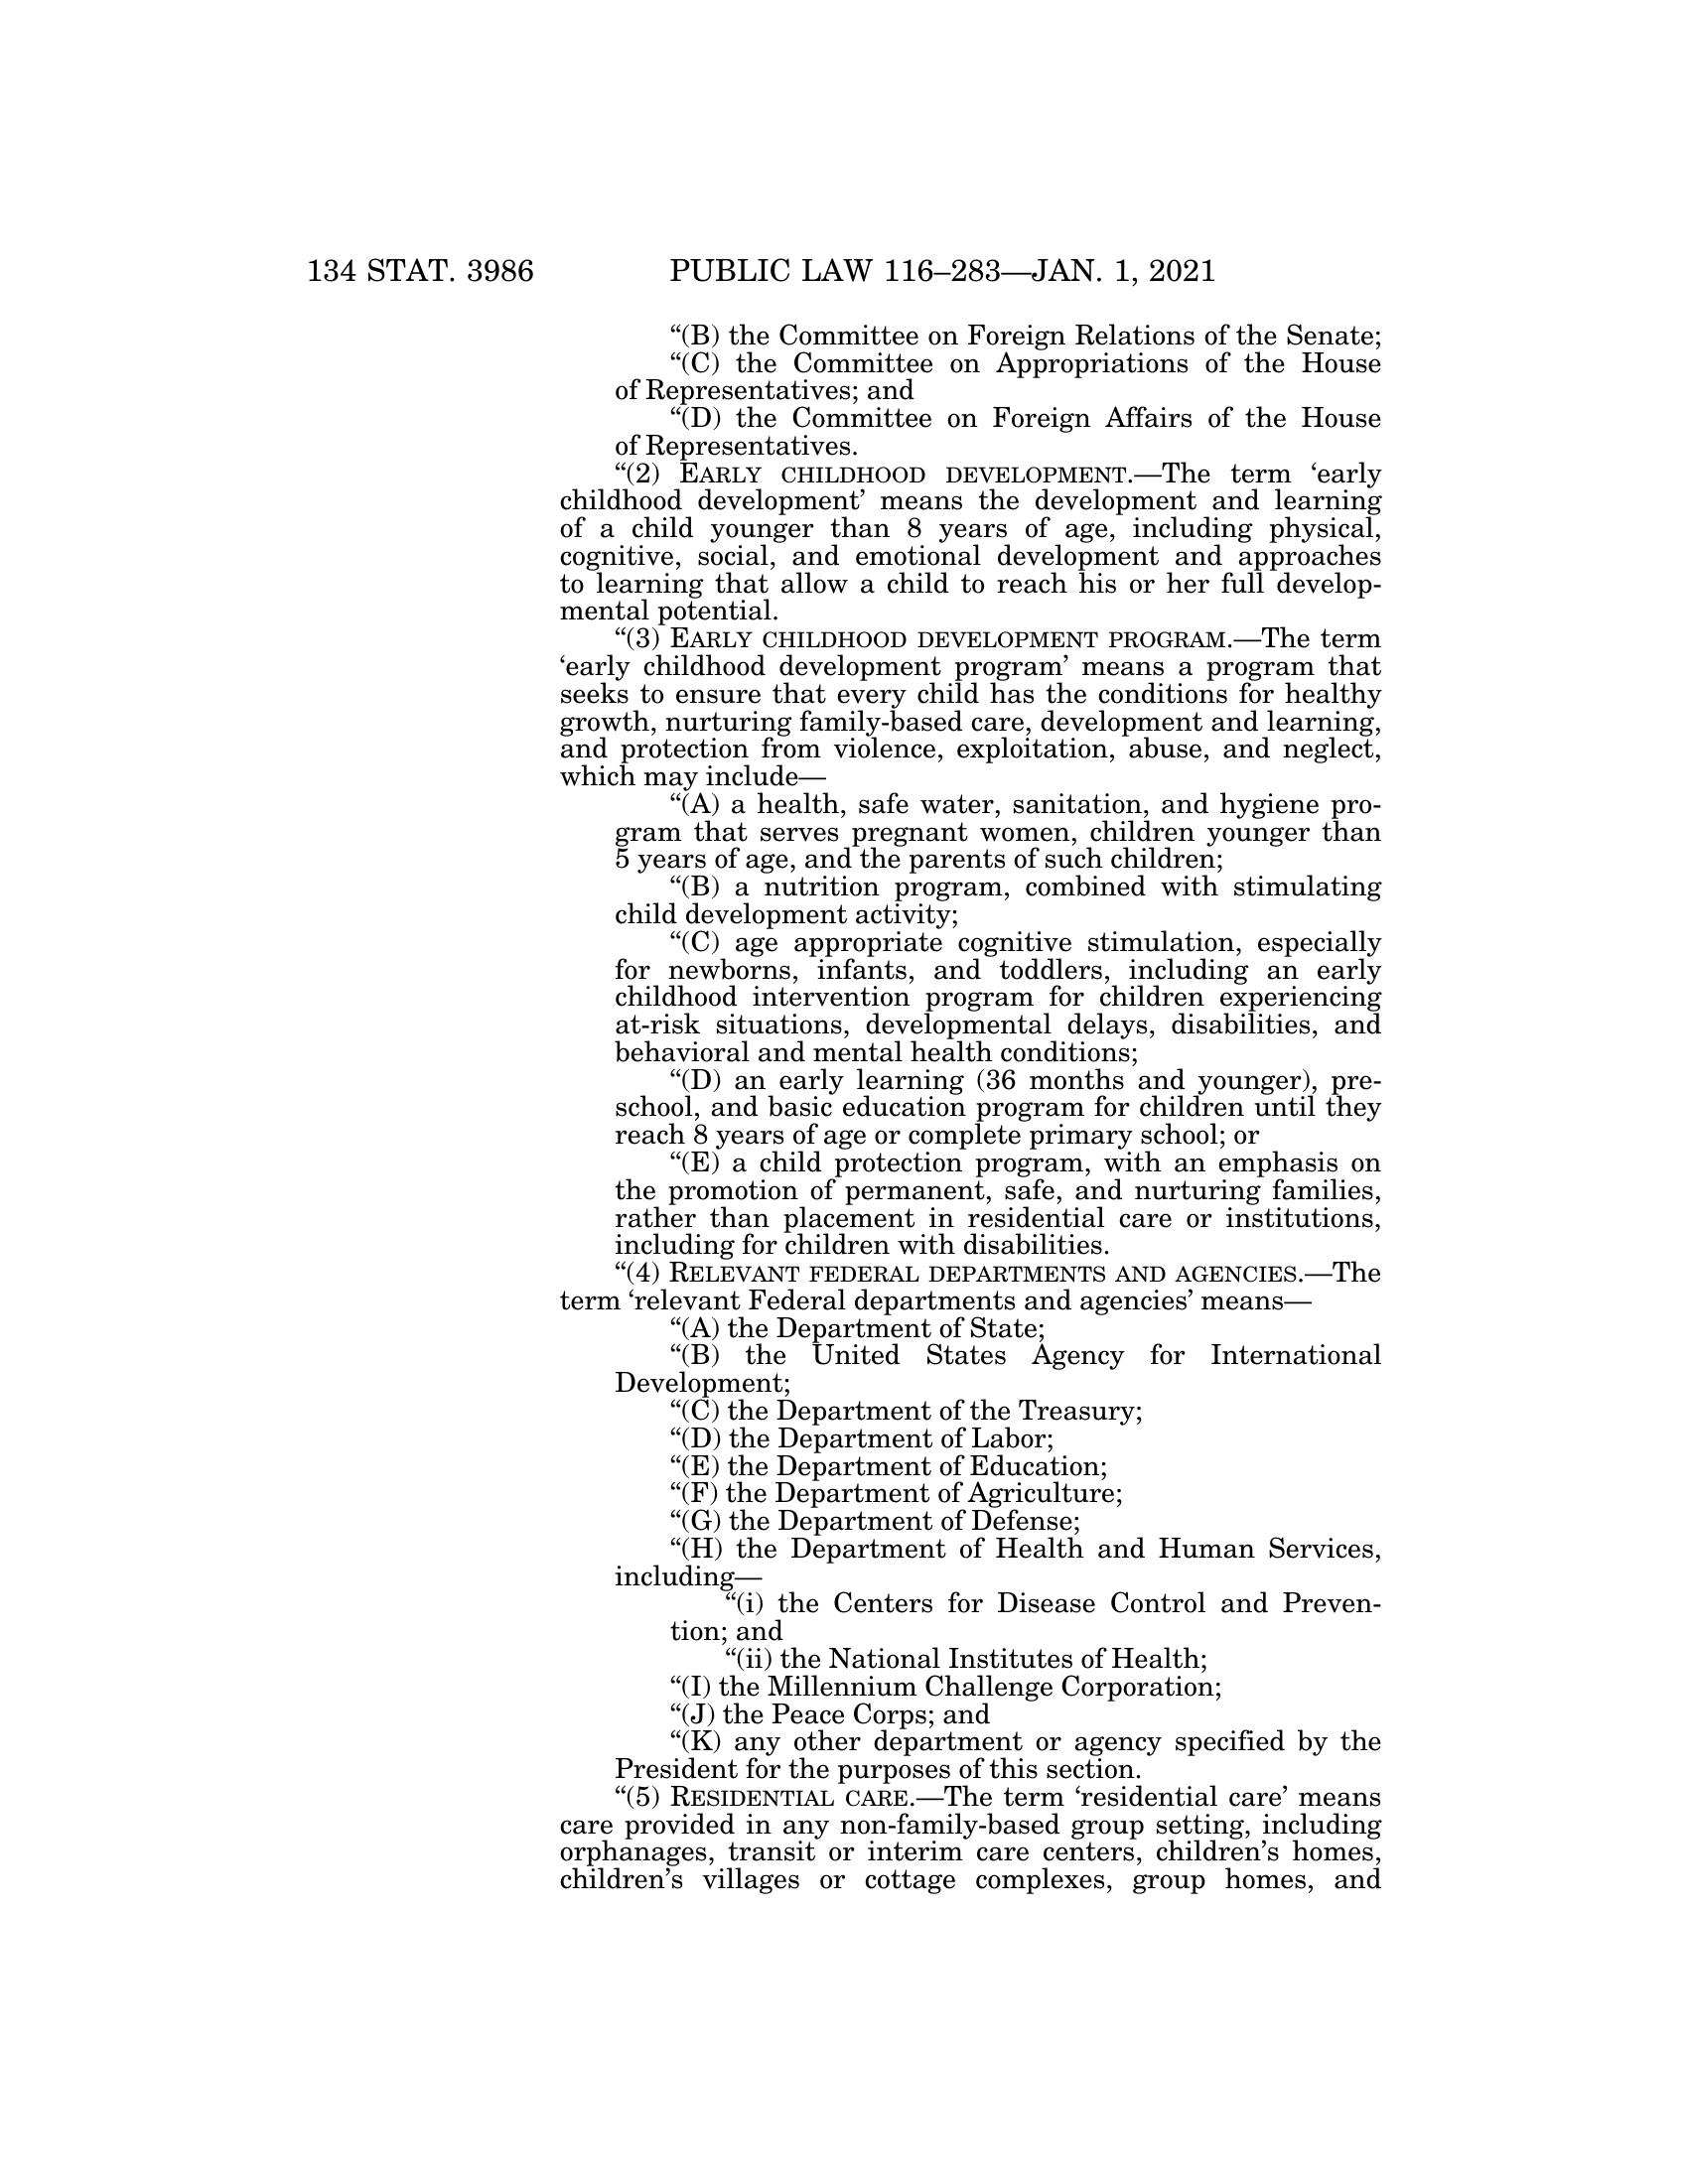 134 STAT. 3986 PUBLIC LAW 116–283—JAN. 1, 2021
“(B) the Committee on Foreign Relations of the Senate;
“(C) the Committee on Appropriations of the House
of Representatives; and
“(D) the Committee on Foreign Affairs of the House
of Representatives.
“(2) EARLY CHILDHOOD DEVELOPMENT.—The term ‘early
childhood development’ means the development and learning
of a child younger than 8 years of age, including physical,
cognitive, social, and emotional development and approaches
to learning that allow a child to reach his or her full develop-
mental potential.
“(3) EARLY CHILDHOOD DEVELOPMENT PROGRAM.—The term
‘early childhood development program’ means a program that
seeks to ensure that every child has the conditions for healthy
growth, nurturing family-based care, development and learning,
and protection from violence, exploitation, abuse, and neglect,
which may include—
“(A) a health, safe water, sanitation, and hygiene pro-
gram that serves pregnant women, children younger than
5 years of age, and the parents of such children;
“(B) a nutrition program, combined with stimulating
child development activity;
“(C) age appropriate cognitive stimulation, especially
for newborns, infants, and toddlers, including an early
childhood intervention program for children experiencing
at-risk situations, developmental delays, disabilities, and
behavioral and mental health conditions;
“(D) an early learning (36 months and younger), pre-
school, and basic education program for children until they
reach 8 years of age or complete primary school; or
“(E) a child protection program, with an emphasis on
the promotion of permanent, safe, and nurturing families,
rather than placement in residential care or institutions,
including for children with disabilities.
“(4) RELEVANT FEDERAL DEPARTMENTS AND AGENCIES.—The
term ‘relevant Federal departments and agencies’ means—
“(A) the Department of State;
“(B) the United States Agency for International
Development;
“(C) the Department of the Treasury;
“(D) the Department of Labor;
“(E) the Department of Education;
“(F) the Department of Agriculture;
“(G) the Department of Defense;
“(H) the Department of Health and Human Services,
including—
“(i) the Centers for Disease Control and Preven-
tion; and
“(ii) the National Institutes of Health;
“(I) the Millennium Challenge Corporation;
“(J) the Peace Corps; and
“(K) any other department or agency specified by the
President for the purposes of this section.
“(5) RESIDENTIAL CARE.—The term ‘residential care’ means
care provided in any non-family-based group setting, including
orphanages, transit or interim care centers, children’s homes,
children’s villages or cottage complexes, group homes, and